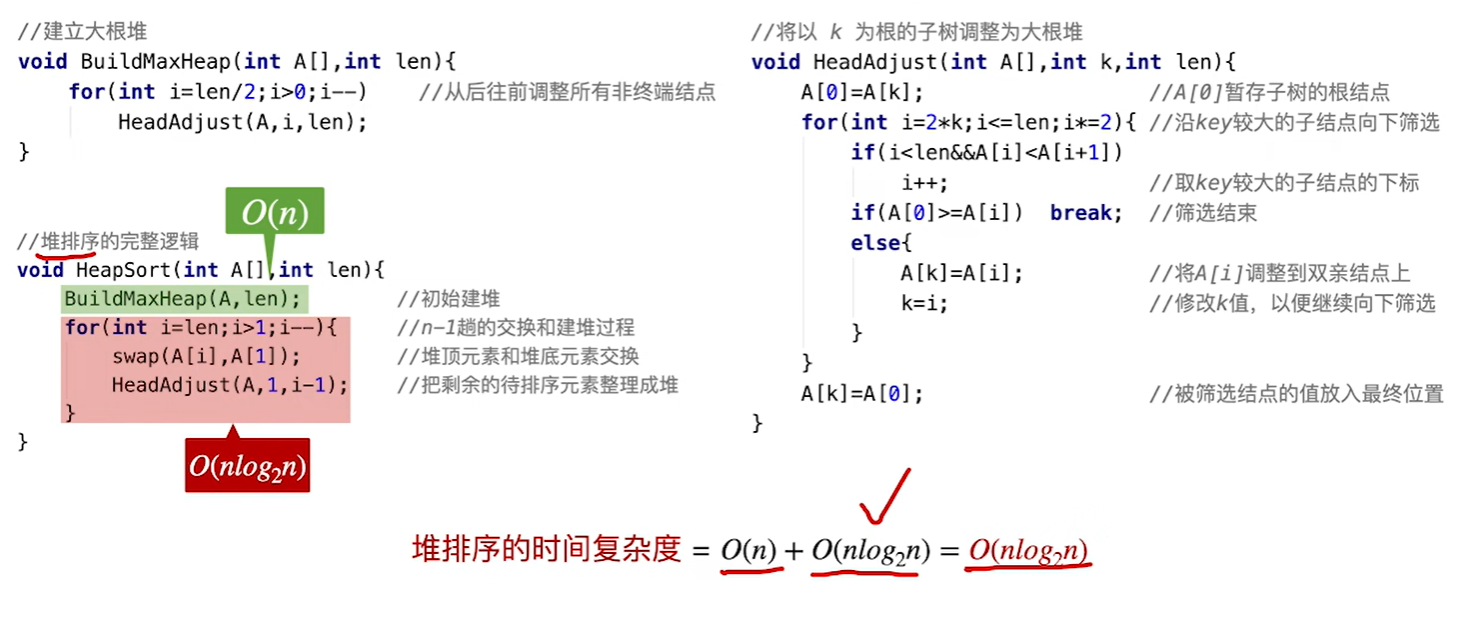 //建立大根堆
void BuildMaxHeap(int A[],int len){
for(int i=len/2;i>0;i--) //从后往前调整所有非终端结点
HeadAdjust(A,i,len);
}
O(n)
//堆排序的完整逻辑
void HeapSort(int A[],int len){
BuildMaxHeap(A,len); //初始建堆
for(int i=len;i>1;i--){ //n-1趟的交换和建堆过程
swap(A[i],A[1]); //堆顶元素和堆底元素交换
HeadAdjust(A,1,i-1); //把剩余的待排序元素整理成堆
}
}
O(nlog₂n)
//将以 k 为根的子树调整为大根堆
void HeadAdjust(int A[],int k,int len){
A[0]=A[k]; //A[0]暂存子树的根结点
for(int i=2*k;i<=len;i*=2){ //沿key较大的子结点向下筛选
if(i<len&&A[i]<A[i+1])
i++; //取key较大的子结点的下标
if(A[0]>=A[i]) break; //筛选结束
else{
A[k]=A[i]; //将A[i]调整到双亲结点上
k=i; //修改k值，以便继续向下筛选
}
}
A[k]=A[0]; //被筛选结点的值放入最终位置
}
堆排序的时间复杂度 = O(n) + O(nlog₂n) = O(nlog₂n)